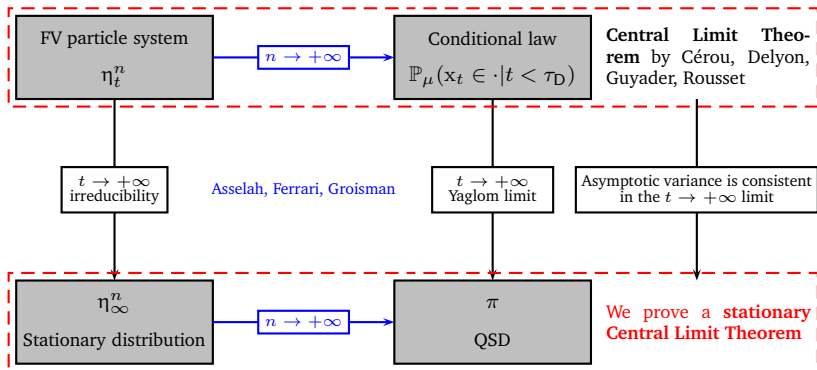 FV particle system
η_t^n
n → +∞
Conditional law
ℙ_μ(x_t ∈ ·|t < τ_D)
Central Limit Theo-
rem by Cérou, Delyon,
Guyader, Rousset
t → +∞
irreducibility
Asselah, Ferrari, Groisman
t → +∞
Yaglom limit
Asymptotic variance is consistent
in the t → +∞ limit
η_∞^n
Stationary distribution
n → +∞
π
QSD
We prove a stationary
Central Limit Theorem